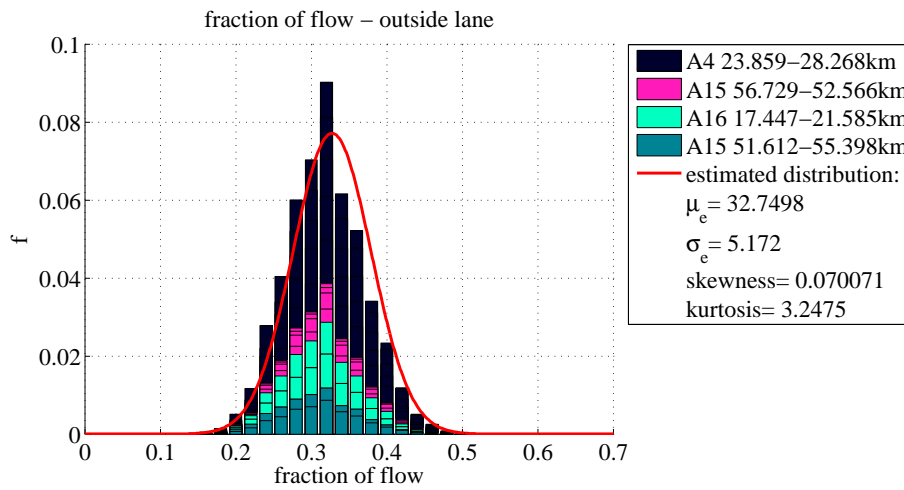 fraction of flow – outside lane
0.1
0.08
0.06
0.04
0.02
0
f
0 0.1 0.2 0.3 0.4 0.5 0.6 0.7
fraction of flow
A4 23.859–28.268km
A15 56.729–52.566km
A16 17.447–21.585km
A15 51.612–55.398km
estimated distribution:
μ_e= 32.7498
σ_e= 5.172
skewness= 0.070071
kurtosis= 3.2475